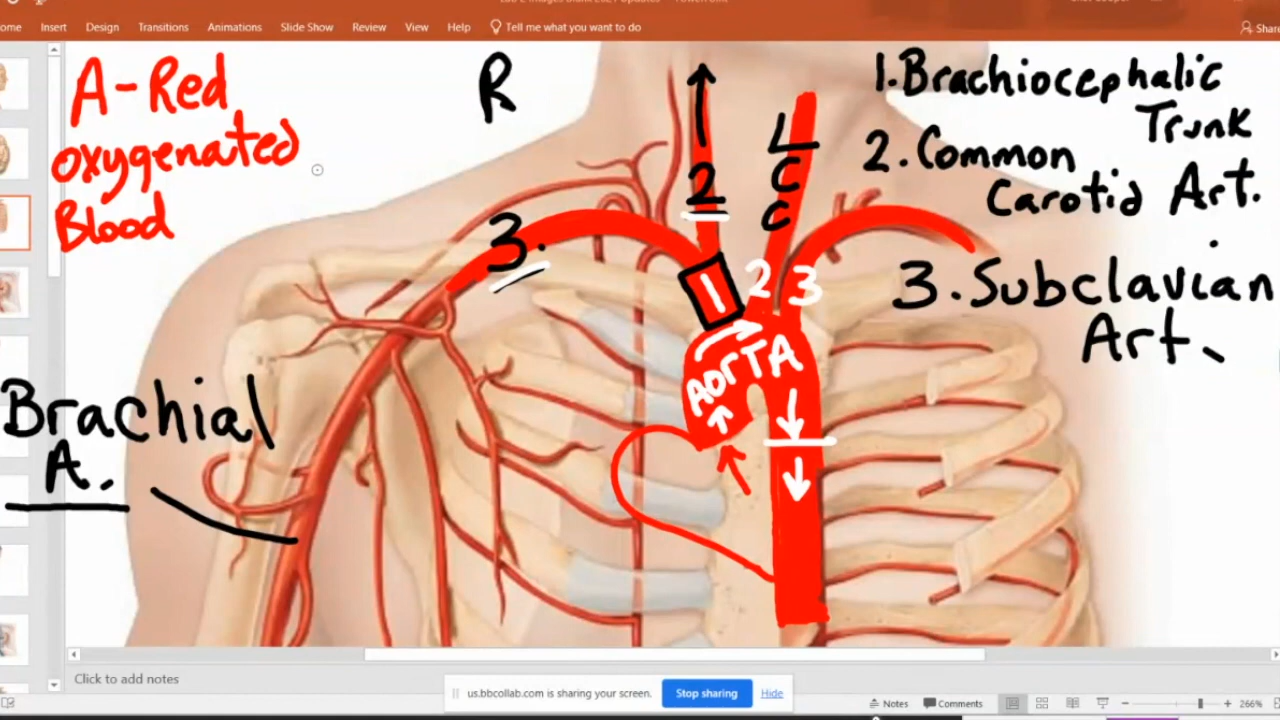 ome Insert Design Transitions Animations Slide Show Review View Help Tell me what you want to do Share
A-Red
oxygenated
Blood
R
1. Brachiocephalic
Trunk
2. Common
Carotid Art.
3. Subclavian
Art.
2
L
C
C
3.
1
2 3
AORTA
Brachial
A.
Click to add notes
us.bbcollab.com is sharing your screen. Stop sharing Hide
Notes Comments 266%